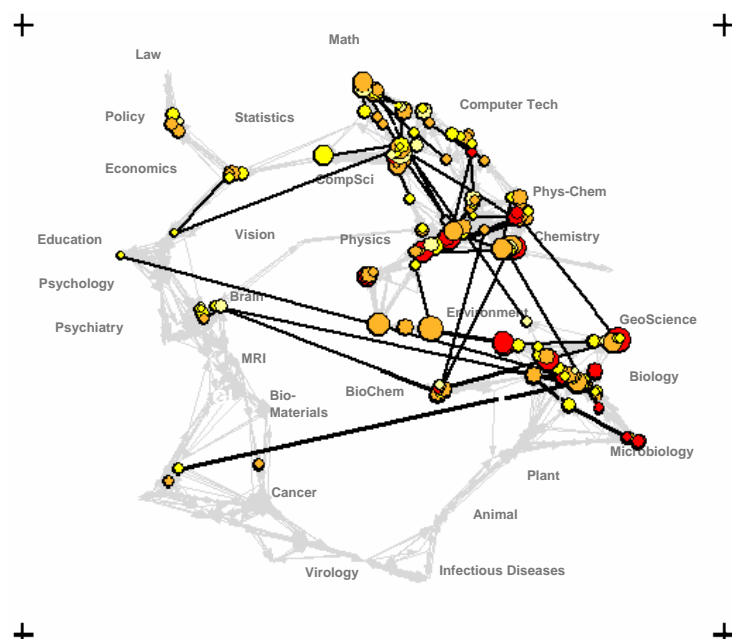 Math
Law
Computer Tech
Policy
Statistics
Economics
CompSci
Phys-Chem
Education
Vision
Physics
Chemistry
Psychology
Brain
Environment
GeoScience
Psychiatry
MRI
BioChem
Biology
Bio-
Materials
Microbiology
Plant
Cancer
Animal
Virology
Infectious Diseases